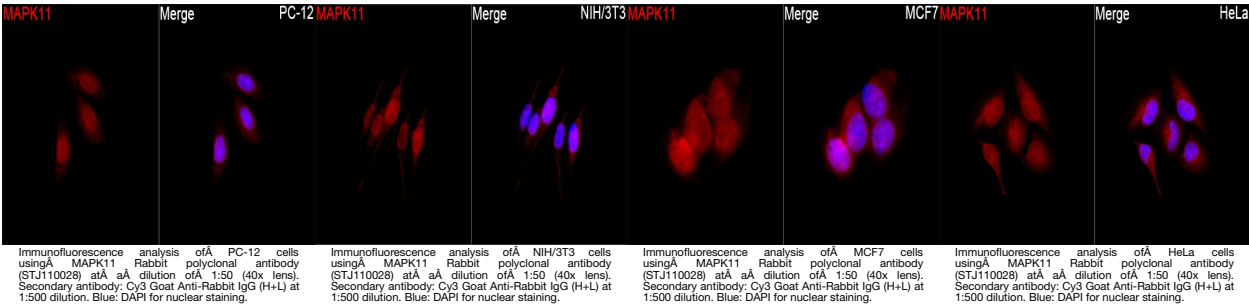 MAPK11 Merge PC-12
MAPK11 Merge NIH/3T3
MAPK11 Merge MCF7
MAPK11 Merge HeLa
Immunofluorescence analysis ofÂ PC-12 cells
usingÂ MAPK11 Rabbit polyclonal antibody
(STJ110028) atÂ aÂ dilution ofÂ 1:50 (40x lens).
Secondary antibody: Cy3 Goat Anti-Rabbit IgG (H+L) at
1:500 dilution. Blue: DAPI for nuclear staining.
Immunofluorescence analysis ofÂ NIH/3T3 cells
usingÂ MAPK11 Rabbit polyclonal antibody
(STJ110028) atÂ aÂ dilution ofÂ 1:50 (40x lens).
Secondary antibody: Cy3 Goat Anti-Rabbit IgG (H+L) at
1:500 dilution. Blue: DAPI for nuclear staining.
Immunofluorescence analysis ofÂ MCF7 cells
usingÂ MAPK11 Rabbit polyclonal antibody
(STJ110028) atÂ aÂ dilution ofÂ 1:50 (40x lens).
Secondary antibody: Cy3 Goat Anti-Rabbit IgG (H+L) at
1:500 dilution. Blue: DAPI for nuclear staining.
Immunofluorescence analysis ofÂ HeLa cells
usingÂ MAPK11 Rabbit polyclonal antibody
(STJ110028) atÂ aÂ dilution ofÂ 1:50 (40x lens).
Secondary antibody: Cy3 Goat Anti-Rabbit IgG (H+L) at
1:500 dilution. Blue: DAPI for nuclear staining.